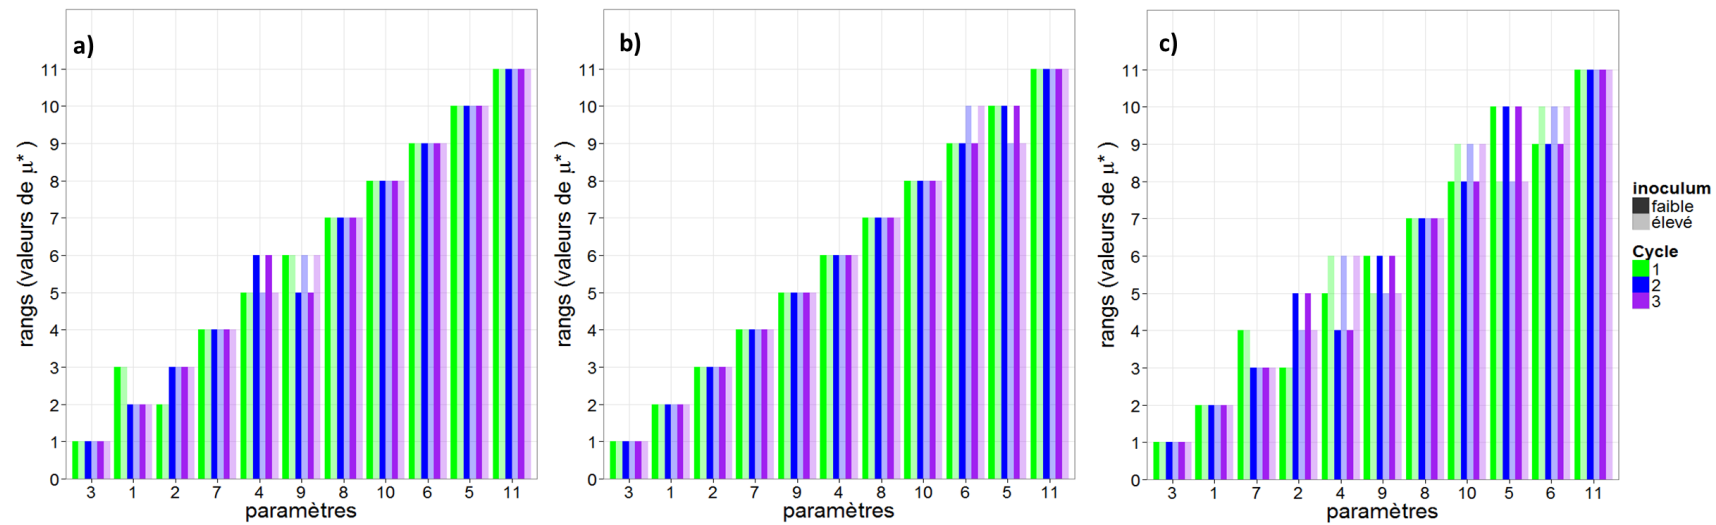 a)
rangs (valeurs de μ* )
11
10
9
8
7
6
5
4
3
2
1
0
3 1 2 7 4 9 8 10 6 5 11
paramètres
b)
rangs (valeurs de μ* )
11
10
9
8
7
6
5
4
3
2
1
0
3 1 2 7 9 4 8 10 6 5 11
paramètres
c)
rangs (valeurs de μ* )
11
10
9
8
7
6
5
4
3
2
1
0
3 1 7 2 4 9 8 10 5 6 11
paramètres
inoculum
faible
élevé
Cycle
1
2
3